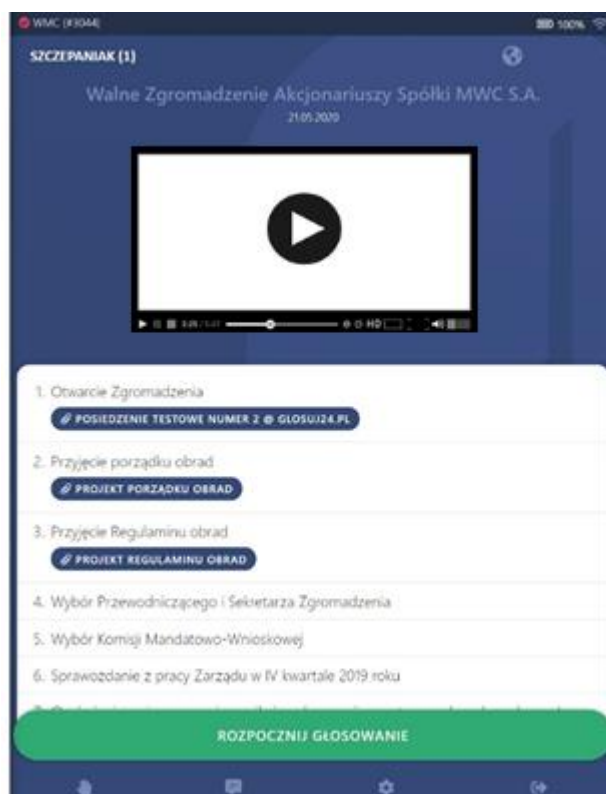 WMC (#3044)
100%
SZCZEPANIAK (1)
Walne Zgromadzenie Akcjonariuszy Spółki MWC S.A.
21.05.2020
HD
1. Otwarcie Zgromadzenia
POSIEDZENIE TESTOWE NUMER 2 @ GLOSUJ24.PL
2. Przyjęcie porządku obrad
PROJEKT PORZĄDKU OBRAD
3. Przyjęcie Regulaminu obrad
PROJEKT REGULAMINU OBRAD
4. Wybór Przewodniczącego i Sekretarza Zgromadzenia
5. Wybór Komisji Mandatowo-Wnioskowej
6. Sprawozdanie z pracy Zarządu w IV kwartale 2019 roku
ROZPOCZNIJ GŁOSOWANIE